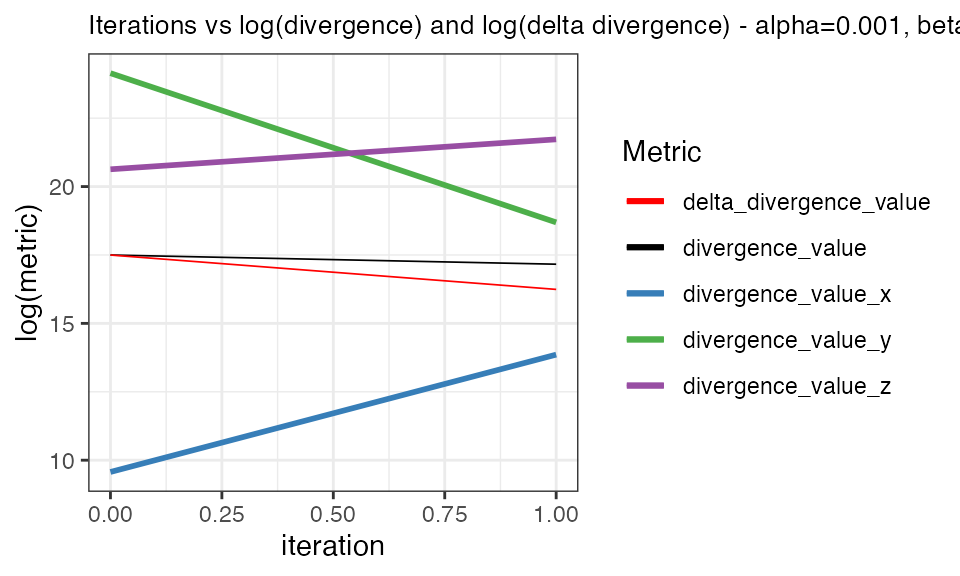 Iterations vs log(divergence) and log(delta divergence) - alpha=0.001, beta
log(metric)
20
15
10
0.00 0.25 0.50 0.75 1.00
iteration
Metric
delta_divergence_value
divergence_value
divergence_value_x
divergence_value_y
divergence_value_z